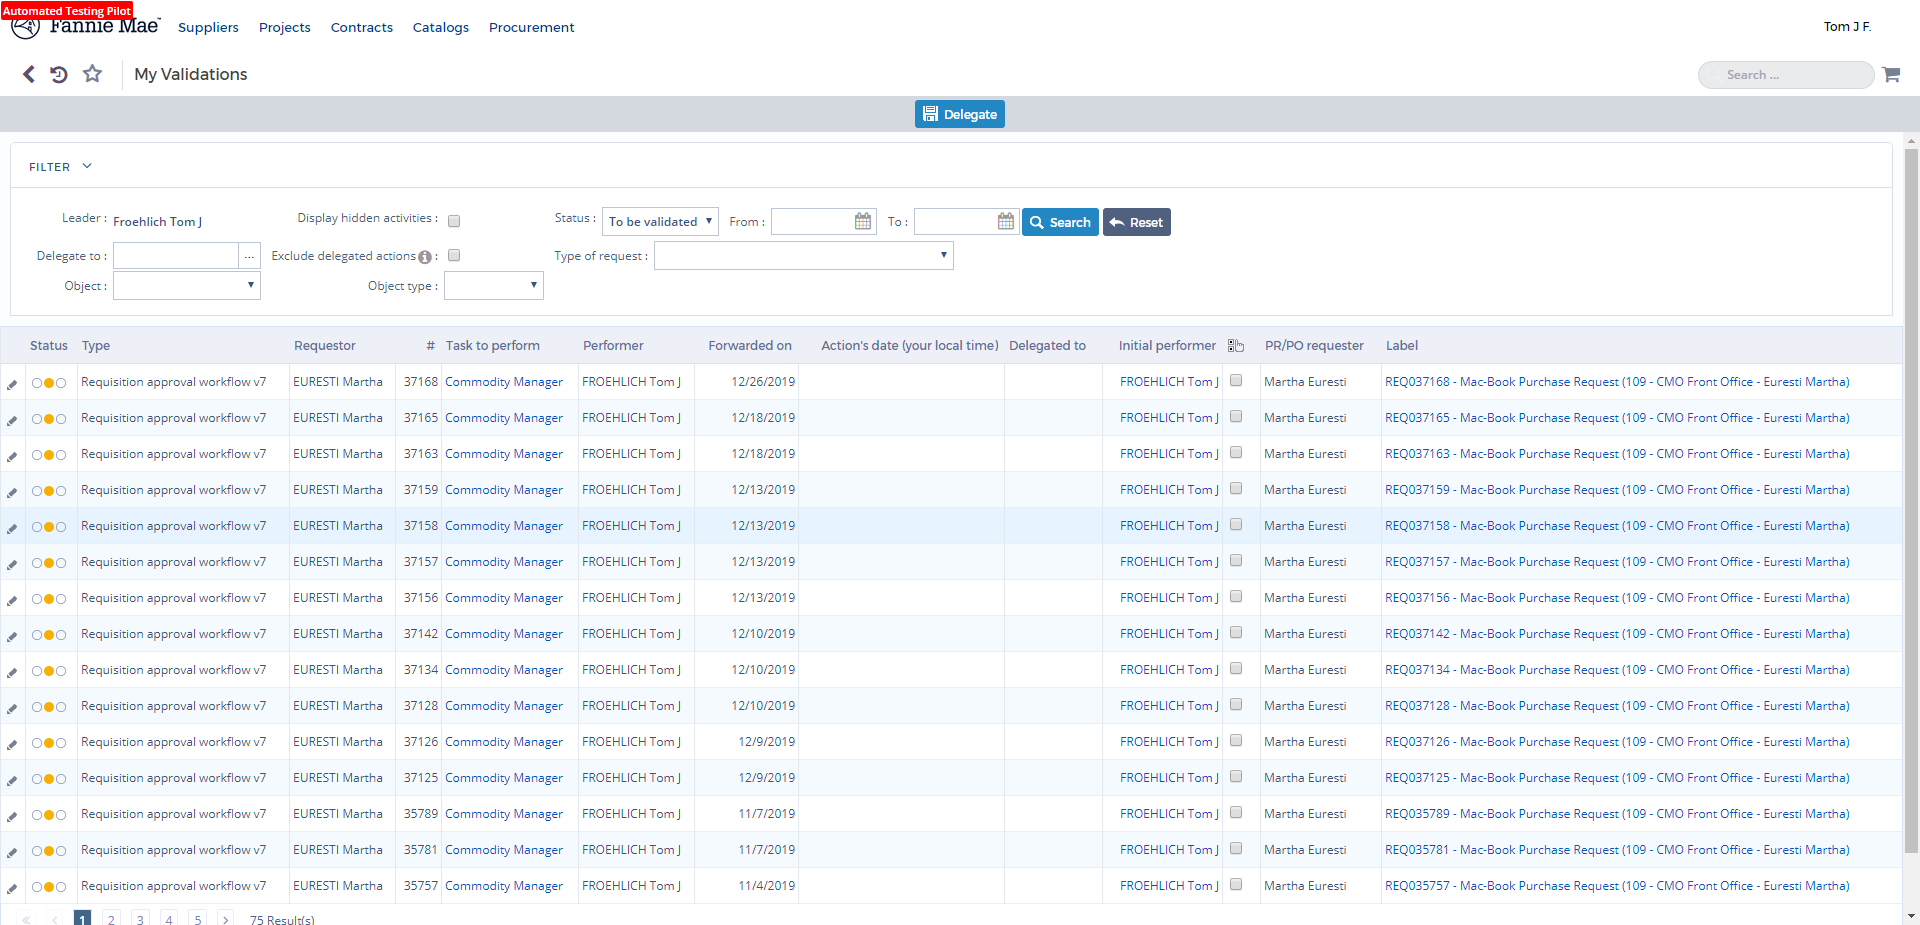 Automated Testing Pilot
Fannie Mae™ Suppliers Projects Contracts Catalogs Procurement Tom J F.
My Validations Search ...
Delegate
FILTER
Leader : Froehlich Tom J Display hidden activities : Status : To be validated From : To : Search Reset
Delegate to : ... Exclude delegated actions i : Type of request :
Object : Object type :
Status Type Requestor # Task to perform Performer Forwarded on Action's date (your local time) Delegated to Initial performer PR/PO requester Label
Requisition approval workflow v7 EURESTI Martha 37168 Commodity Manager FROEHLICH Tom J 12/26/2019 FROEHLICH Tom J Martha Euresti REQ037168 - Mac-Book Purchase Request (109 - CMO Front Office - Euresti Martha)
Requisition approval workflow v7 EURESTI Martha 37165 Commodity Manager FROEHLICH Tom J 12/18/2019 FROEHLICH Tom J Martha Euresti REQ037165 - Mac-Book Purchase Request (109 - CMO Front Office - Euresti Martha)
Requisition approval workflow v7 EURESTI Martha 37163 Commodity Manager FROEHLICH Tom J 12/18/2019 FROEHLICH Tom J Martha Euresti REQ037163 - Mac-Book Purchase Request (109 - CMO Front Office - Euresti Martha)
Requisition approval workflow v7 EURESTI Martha 37159 Commodity Manager FROEHLICH Tom J 12/13/2019 FROEHLICH Tom J Martha Euresti REQ037159 - Mac-Book Purchase Request (109 - CMO Front Office - Euresti Martha)
Requisition approval workflow v7 EURESTI Martha 37158 Commodity Manager FROEHLICH Tom J 12/13/2019 FROEHLICH Tom J Martha Euresti REQ037158 - Mac-Book Purchase Request (109 - CMO Front Office - Euresti Martha)
Requisition approval workflow v7 EURESTI Martha 37157 Commodity Manager FROEHLICH Tom J 12/13/2019 FROEHLICH Tom J Martha Euresti REQ037157 - Mac-Book Purchase Request (109 - CMO Front Office - Euresti Martha)
Requisition approval workflow v7 EURESTI Martha 37156 Commodity Manager FROEHLICH Tom J 12/13/2019 FROEHLICH Tom J Martha Euresti REQ037156 - Mac-Book Purchase Request (109 - CMO Front Office - Euresti Martha)
Requisition approval workflow v7 EURESTI Martha 37142 Commodity Manager FROEHLICH Tom J 12/10/2019 FROEHLICH Tom J Martha Euresti REQ037142 - Mac-Book Purchase Request (109 - CMO Front Office - Euresti Martha)
Requisition approval workflow v7 EURESTI Martha 37134 Commodity Manager FROEHLICH Tom J 12/10/2019 FROEHLICH Tom J Martha Euresti REQ037134 - Mac-Book Purchase Request (109 - CMO Front Office - Euresti Martha)
Requisition approval workflow v7 EURESTI Martha 37128 Commodity Manager FROEHLICH Tom J 12/10/2019 FROEHLICH Tom J Martha Euresti REQ037128 - Mac-Book Purchase Request (109 - CMO Front Office - Euresti Martha)
Requisition approval workflow v7 EURESTI Martha 37126 Commodity Manager FROEHLICH Tom J 12/9/2019 FROEHLICH Tom J Martha Euresti REQ037126 - Mac-Book Purchase Request (109 - CMO Front Office - Euresti Martha)
Requisition approval workflow v7 EURESTI Martha 37125 Commodity Manager FROEHLICH Tom J 12/9/2019 FROEHLICH Tom J Martha Euresti REQ037125 - Mac-Book Purchase Request (109 - CMO Front Office - Euresti Martha)
Requisition approval workflow v7 EURESTI Martha 35789 Commodity Manager FROEHLICH Tom J 11/7/2019 FROEHLICH Tom J Martha Euresti REQ035789 - Mac-Book Purchase Request (109 - CMO Front Office - Euresti Martha)
Requisition approval workflow v7 EURESTI Martha 35781 Commodity Manager FROEHLICH Tom J 11/7/2019 FROEHLICH Tom J Martha Euresti REQ035781 - Mac-Book Purchase Request (109 - CMO Front Office - Euresti Martha)
Requisition approval workflow v7 EURESTI Martha 35757 Commodity Manager FROEHLICH Tom J 11/4/2019 FROEHLICH Tom J Martha Euresti REQ035757 - Mac-Book Purchase Request (109 - CMO Front Office - Euresti Martha)
« ‹ 1 2 3 4 5 › 75 Result(s)